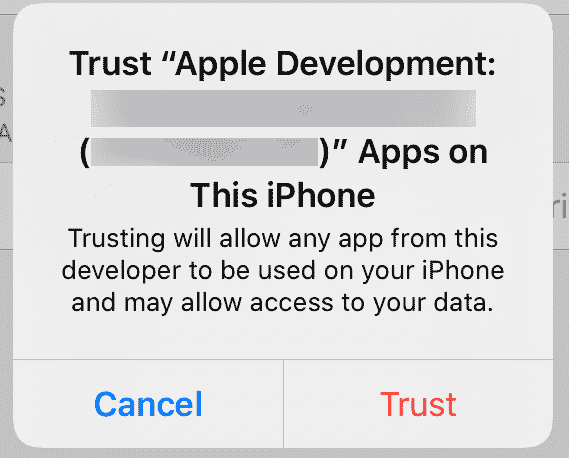 Trust “Apple Development:
(
)” Apps on
This iPhone
Trusting will allow any app from this
developer to be used on your iPhone
and may allow access to your data.
Cancel
Trust